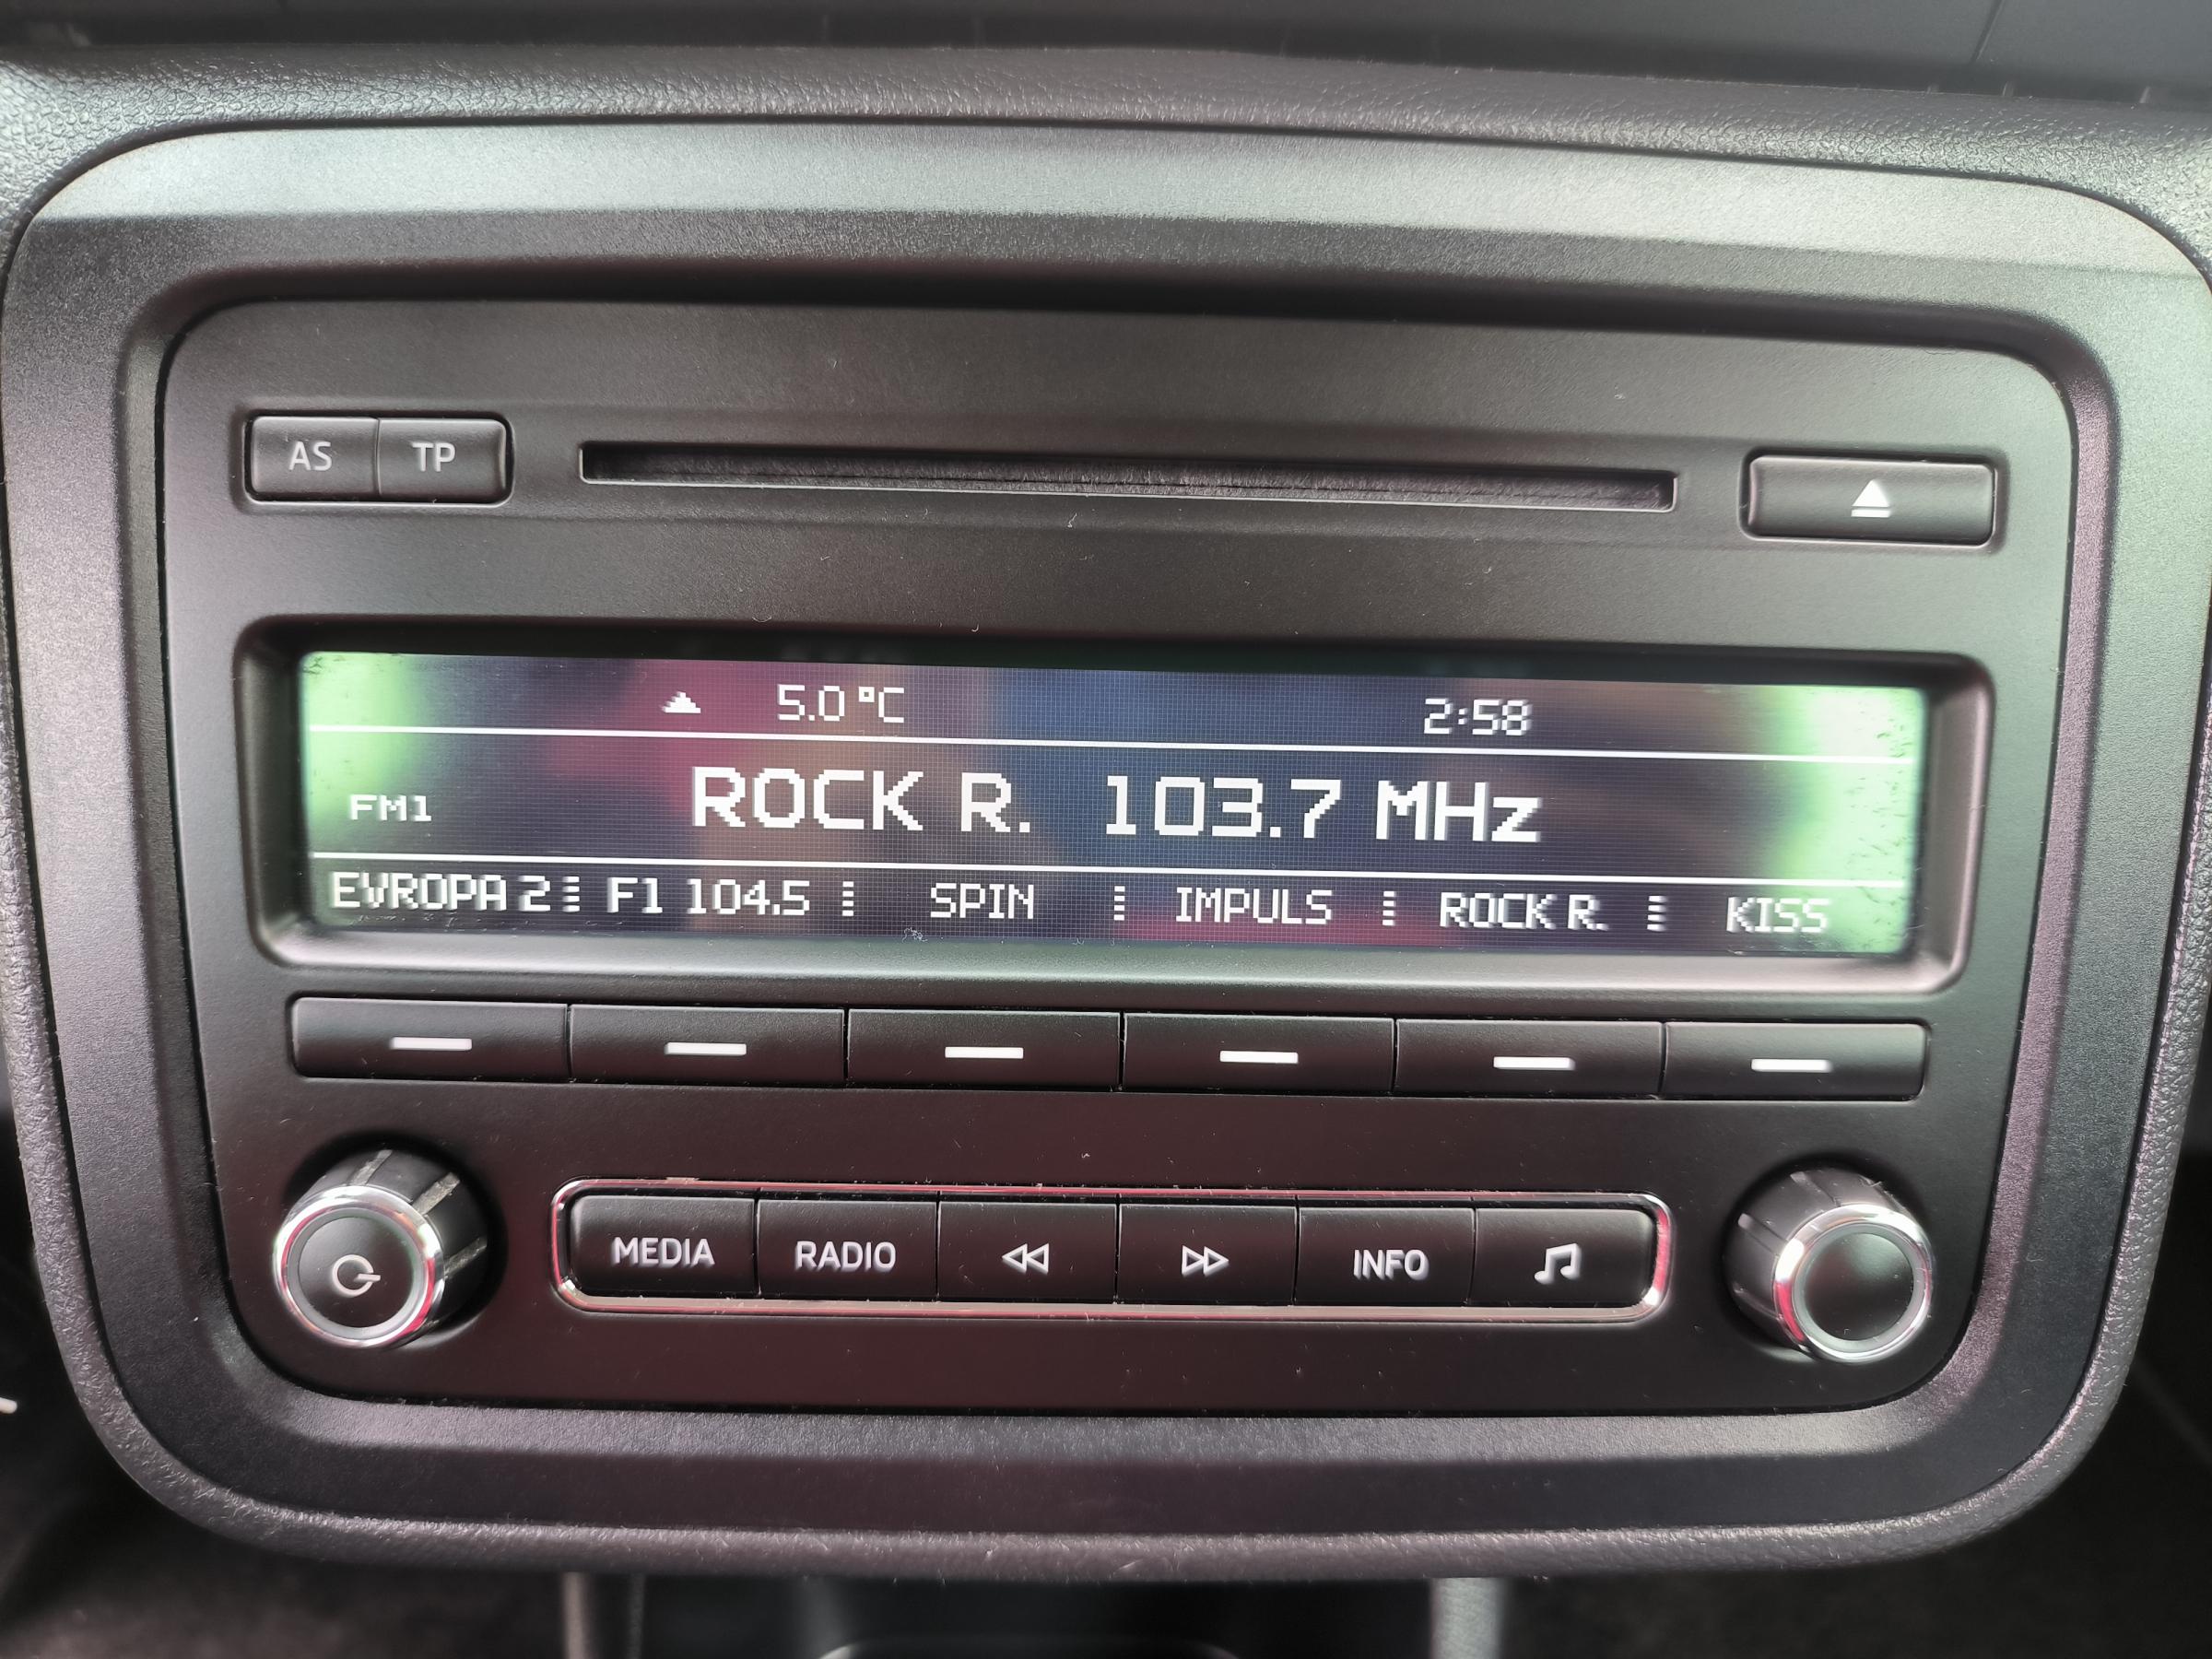 AS TP
5.0 °C 2:58
FM1 ROCK R. 103.7 MHz
EVROPA 2 F1 104.5 SPIN IMPULS ROCK R. KISS
MEDIA RADIO INFO